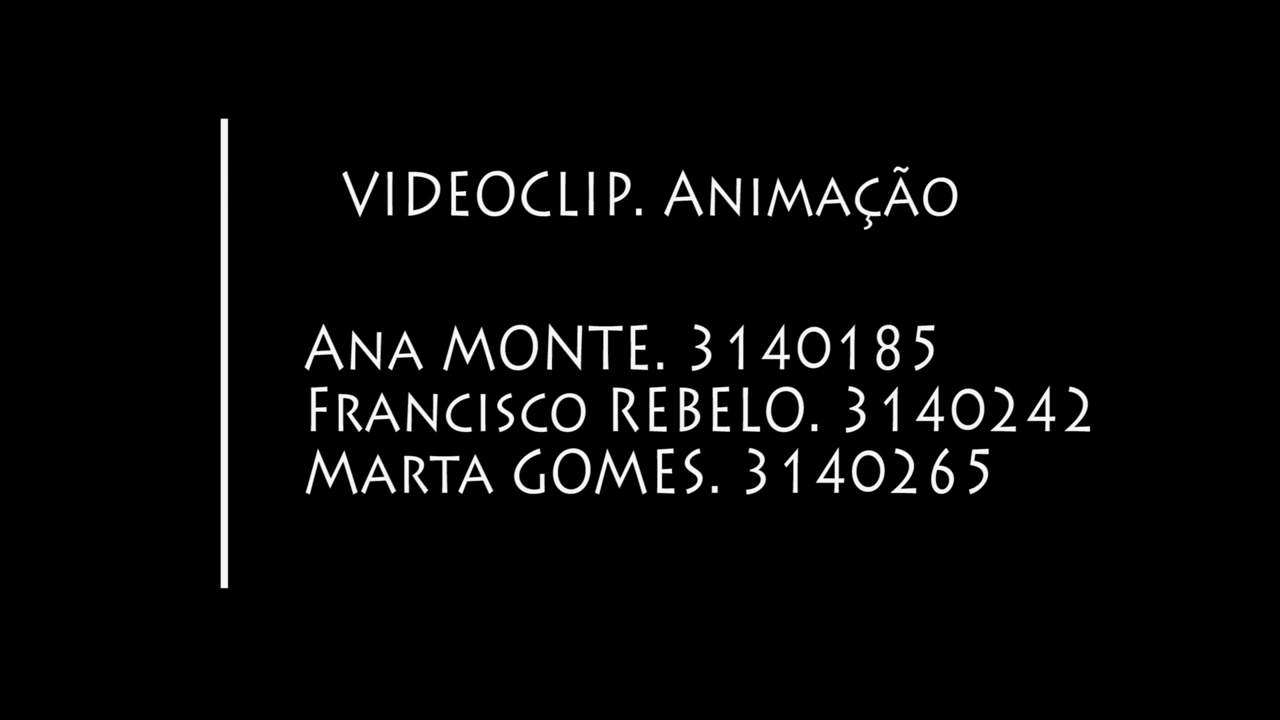 VIDEOCLIP. Animação
Ana MONTE. 3140185
Francisco REBELO. 3140242
Marta GOMES. 3140265